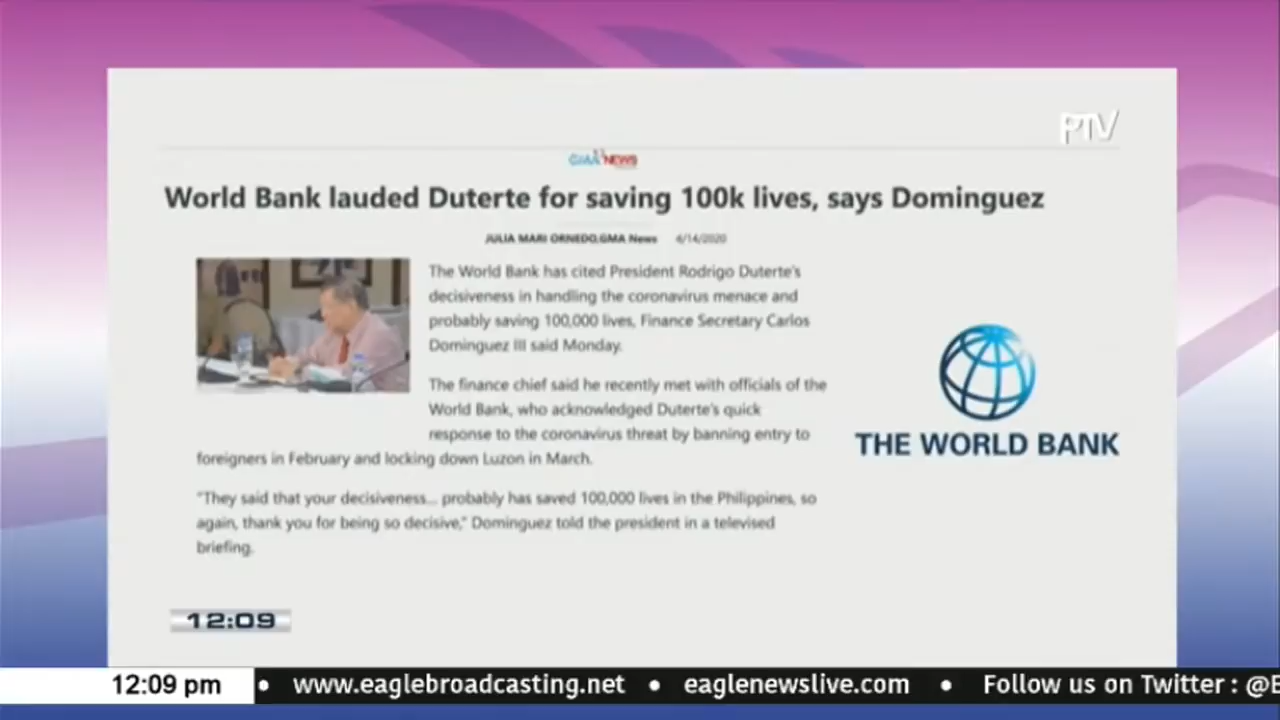 PTV
GMA NEWS
World Bank lauded Duterte for saving 100k lives, says Dominguez
JULIA MARI ORNEDO,GMA News 4/14/2020
The World Bank has cited President Rodrigo Duterte's
decisiveness in handling the coronavirus menace and
probably saving 100,000 lives, Finance Secretary Carlos
Dominguez III said Monday.
The finance chief said he recently met with officials of the
World Bank, who acknowledged Duterte's quick
response to the coronavirus threat by banning entry to
foreigners in February and locking down Luzon in March.
"They said that your decisiveness... probably has saved 100,000 lives in the Philippines, so
again, thank you for being so decisive," Dominguez told the president in a televised
briefing.
THE WORLD BANK
12:09
12:09 pm • www.eaglebroadcasting.net • eaglenewslive.com • Follow us on Twitter : @E